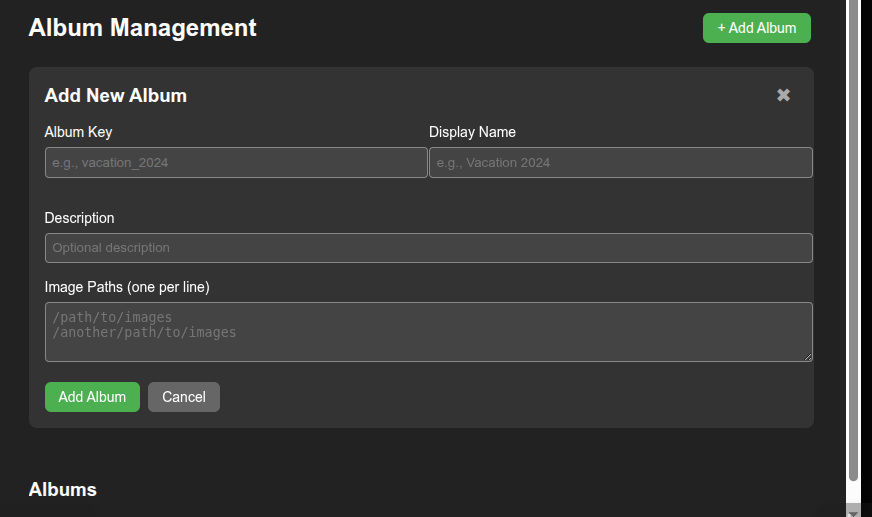 Album Management
+ Add Album
Add New Album
✖
Album Key
Display Name
e.g., vacation_2024
e.g., Vacation 2024
Description
Optional description
Image Paths (one per line)
/path/to/images
/another/path/to/images
Add Album
Cancel
Albums